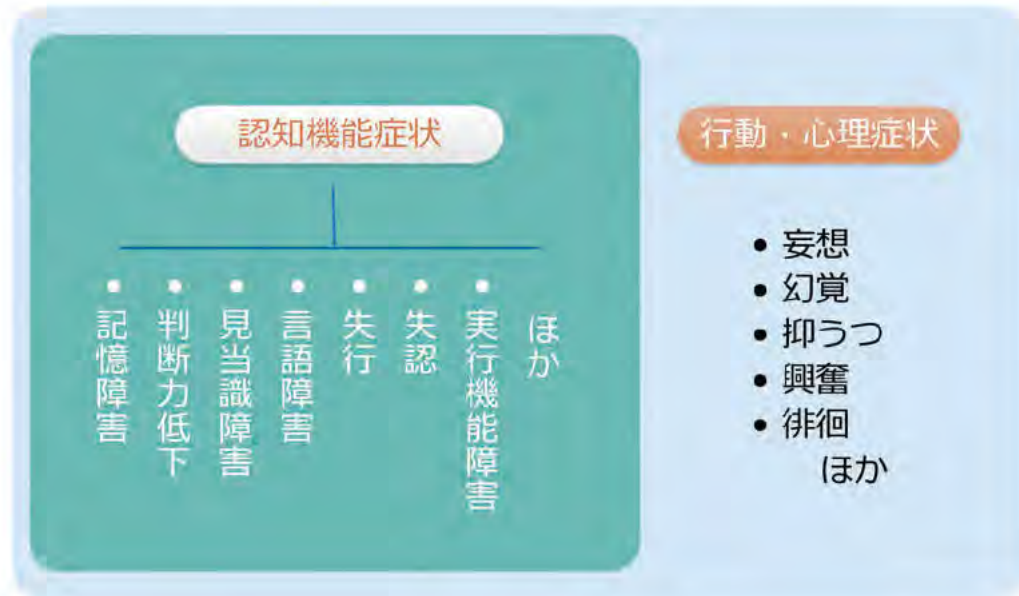 認知機能症状
• 記憶障害
• 判断力低下
• 見当識障害
• 言語障害
• 失行
• 失認
• 実行機能障害
ほか
行動・心理症状
• 妄想
• 幻覚
• 抑うつ
• 興奮
• 徘徊
ほか